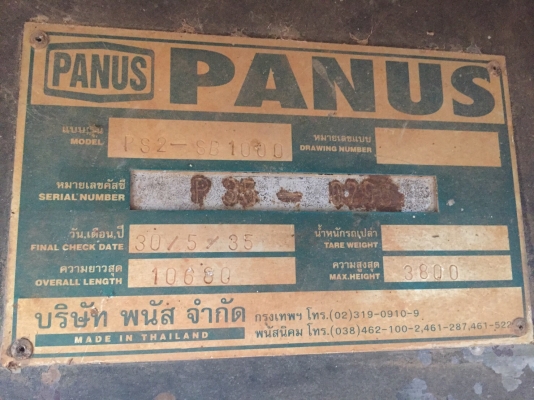 PANUS PANUS
แบบรุ่น
MODEL
หมายเลขแบบ
DRAWING NUMBER
หมายเลขคัสซี
SERIAL NUMBER
วัน,เดือน,ปี
FINAL CHECK DATE 30/5/35
น้ำหนักรถเปล่า
TARE WEIGHT
ความยาวสุด
OVERALL LENGTH 10680
ความสูงสุด
MAX.HEIGHT 3800
บริษัท พนัส จำกัด
MADE IN THAILAND
กรุงเทพฯ โทร.(02)319-0910-9
พนัสนิคม โทร.(038)462-100-2,461-287,461-522